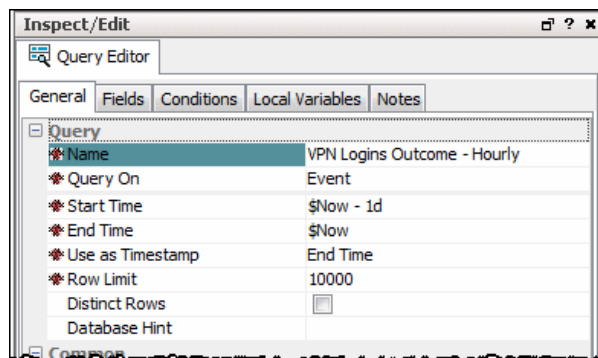 Inspect/Edit
Query Editor
General Fields Conditions Local Variables Notes
Query
Name VPN Logins Outcome - Hourly
Query On Event
Start Time $Now - 1d
End Time $Now
Use as Timestamp End Time
Row Limit 10000
Distinct Rows
Database Hint
Common